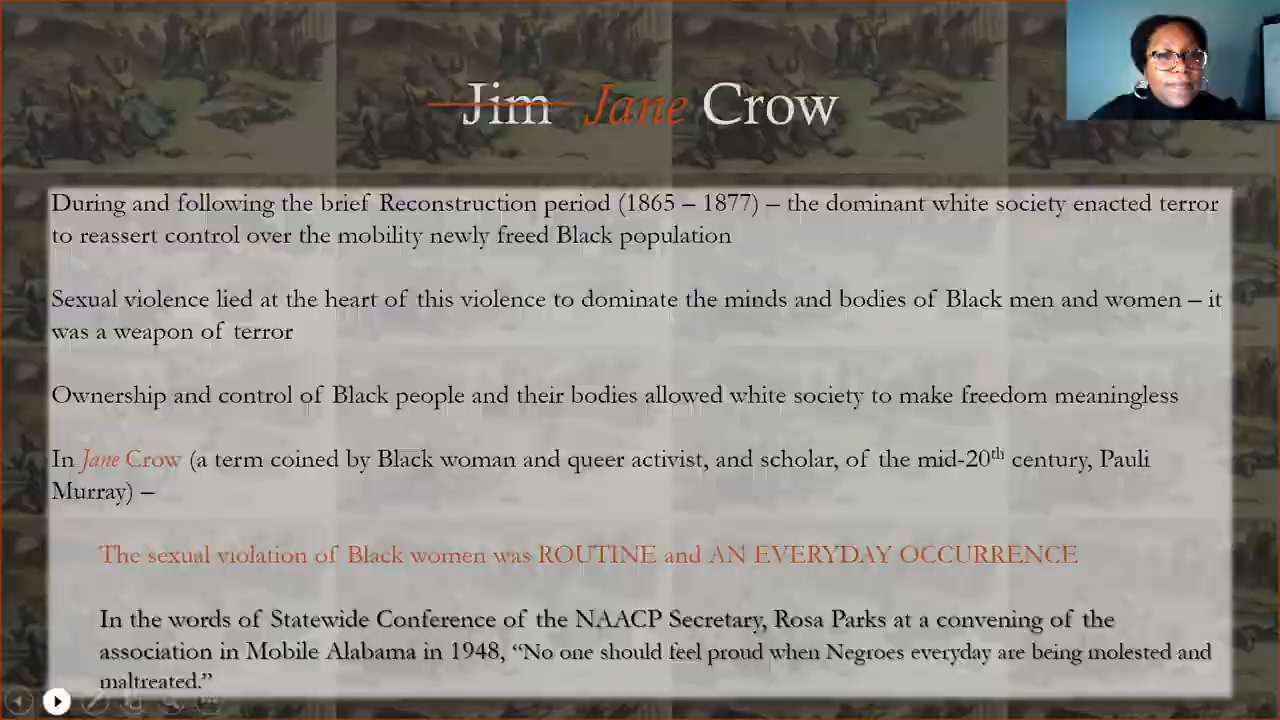 Jim Jane Crow
During and following the brief Reconstruction period (1865 – 1877) – the dominant white society enacted terror
to reassert control over the mobility newly freed Black population
Sexual violence lied at the heart of this violence to dominate the minds and bodies of Black men and women – it
was a weapon of terror
Ownership and control of Black people and their bodies allowed white society to make freedom meaningless
In Jane Crow (a term coined by Black woman and queer activist, and scholar, of the mid-20th century, Pauli
Murray) –
The sexual violation of Black women was ROUTINE and AN EVERYDAY OCCURRENCE
In the words of Statewide Conference of the NAACP Secretary, Rosa Parks at a convening of the
association in Mobile Alabama in 1948, “No one should feel proud when Negroes everyday are being molested and
maltreated.”